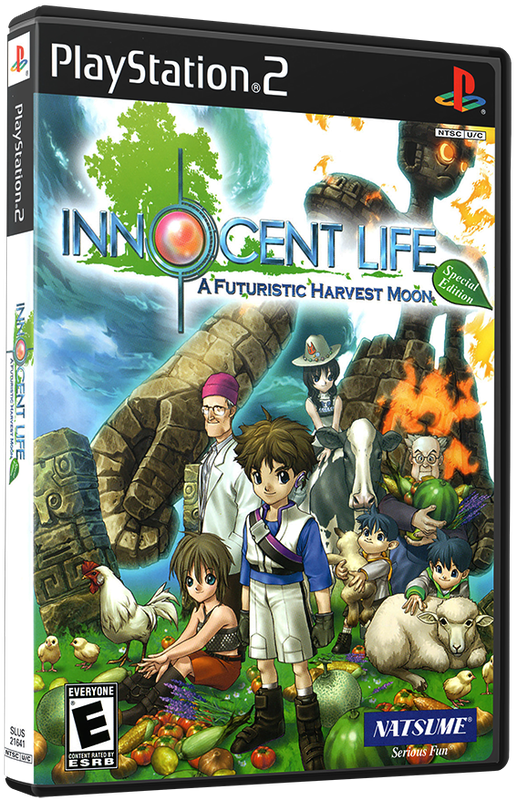 PlayStation®2
NTSC U/C
INNOCENT LIFE
A FUTURISTIC HARVEST MOON
Special
Edition
EVERYONE
E
CONTENT RATED BY
ESRB
NATSUME®
Serious Fun
PlayStation®2
INNOCENT LIFE
A FUTURISTIC HARVEST MOON
SLUS
21641
NTSC U/C